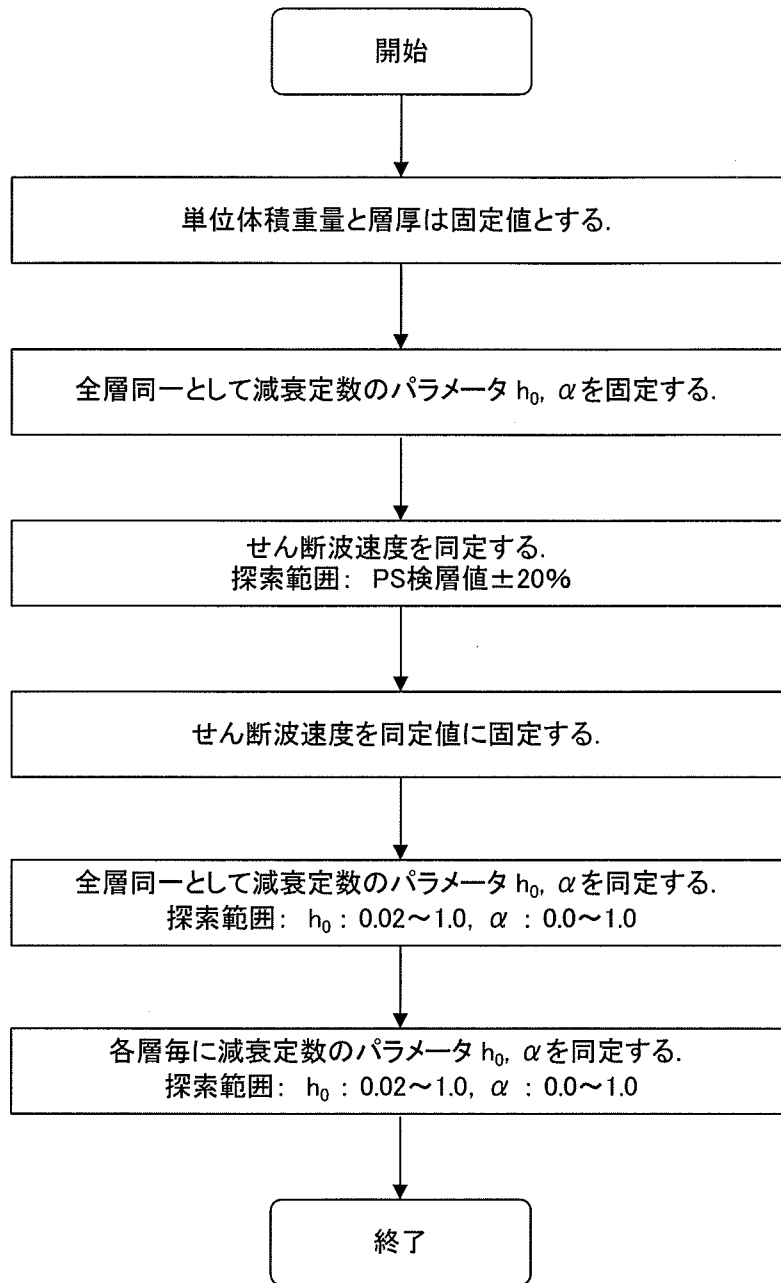 開始
単位体積重量と層厚は固定値とする.
全層同一として減衰定数のパラメータ h₀, αを固定する.
せん断波速度を同定する.
探索範囲: PS検層値±20%
せん断波速度を同定値に固定する.
全層同一として減衰定数のパラメータ h₀, αを同定する.
探索範囲: h₀ : 0.02～1.0, α : 0.0～1.0
各層毎に減衰定数のパラメータ h₀, αを同定する.
探索範囲: h₀ : 0.02～1.0, α : 0.0～1.0
終了